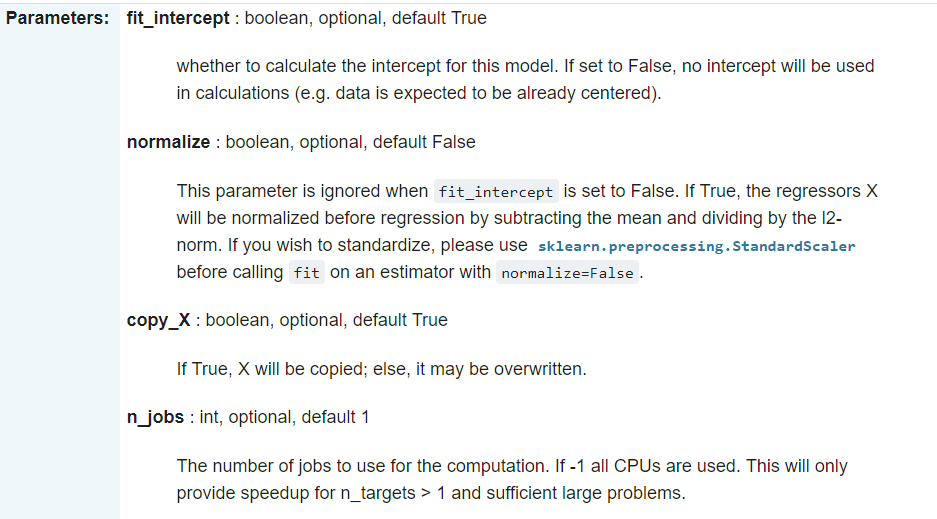 Parameters: fit_intercept : boolean, optional, default True
whether to calculate the intercept for this model. If set to False, no intercept will be used
in calculations (e.g. data is expected to be already centered).
normalize : boolean, optional, default False
This parameter is ignored when fit_intercept is set to False. If True, the regressors X
will be normalized before regression by subtracting the mean and dividing by the l2-
norm. If you wish to standardize, please use sklearn.preprocessing.StandardScaler
before calling fit on an estimator with normalize=False.
copy_X : boolean, optional, default True
If True, X will be copied; else, it may be overwritten.
n_jobs : int, optional, default 1
The number of jobs to use for the computation. If -1 all CPUs are used. This will only
provide speedup for n_targets > 1 and sufficient large problems.